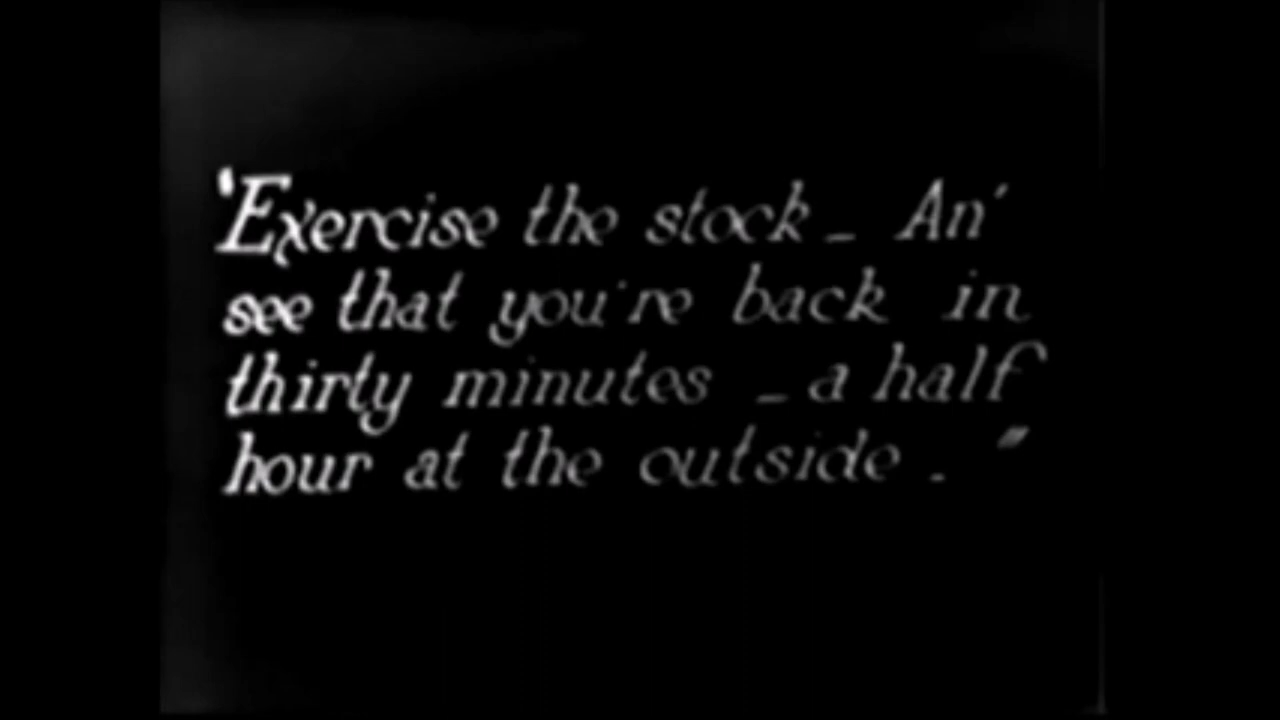 'Exercise the stock _ An'
see that you're back in
thirty minutes _ a half
hour at the outside. "